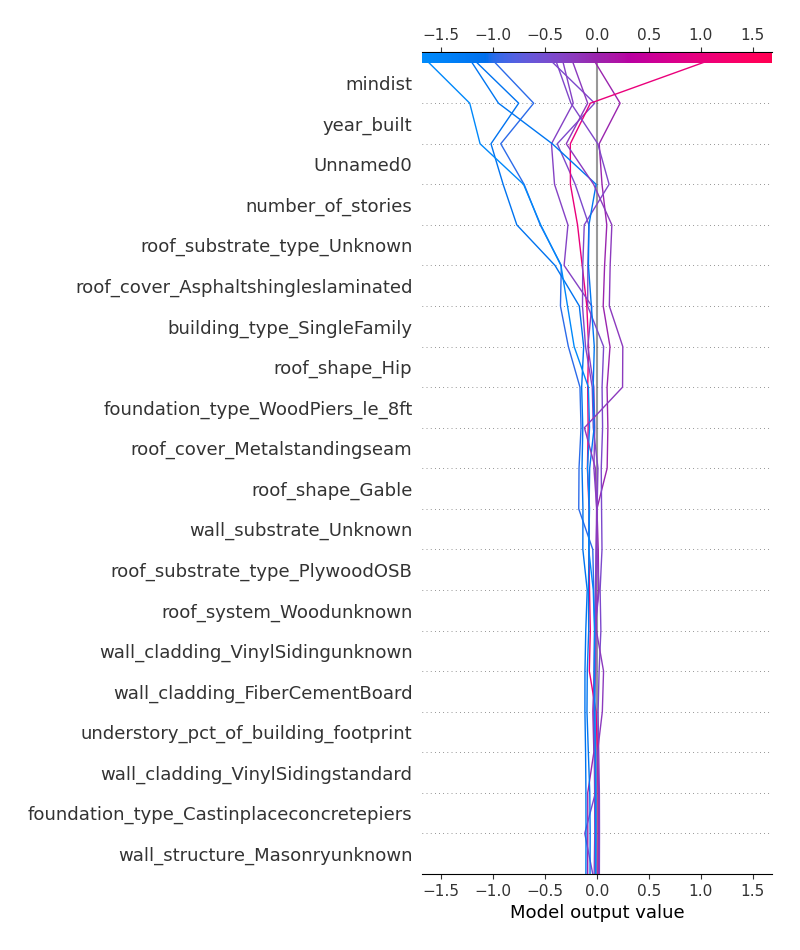 −1.5 −1.0 −0.5 0.0 0.5 1.0 1.5
mindist
year_built
Unnamed0
number_of_stories
roof_substrate_type_Unknown
roof_cover_Asphaltshingleslaminated
building_type_SingleFamily
roof_shape_Hip
foundation_type_WoodPiers_le_8ft
roof_cover_Metalstandingseam
roof_shape_Gable
wall_substrate_Unknown
roof_substrate_type_PlywoodOSB
roof_system_Woodunknown
wall_cladding_VinylSidingunknown
wall_cladding_FiberCementBoard
understory_pct_of_building_footprint
wall_cladding_VinylSidingstandard
foundation_type_Castinplaceconcretepiers
wall_structure_Masonryunknown
−1.5 −1.0 −0.5 0.0 0.5 1.0 1.5
Model output value